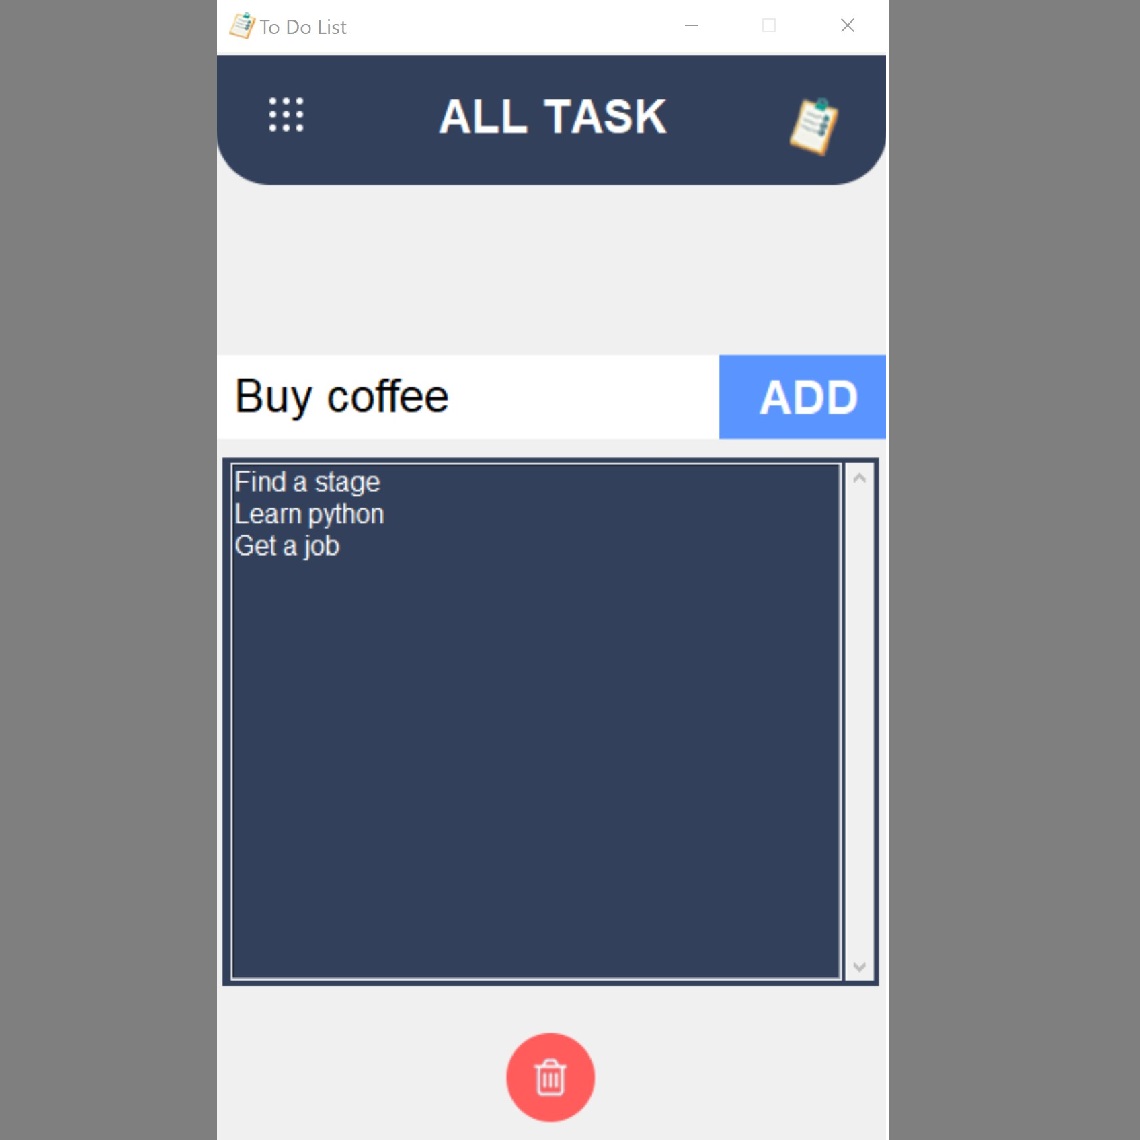 To Do List
ALL TASK
Buy coffee
ADD
Find a stage
Learn python
Get a job